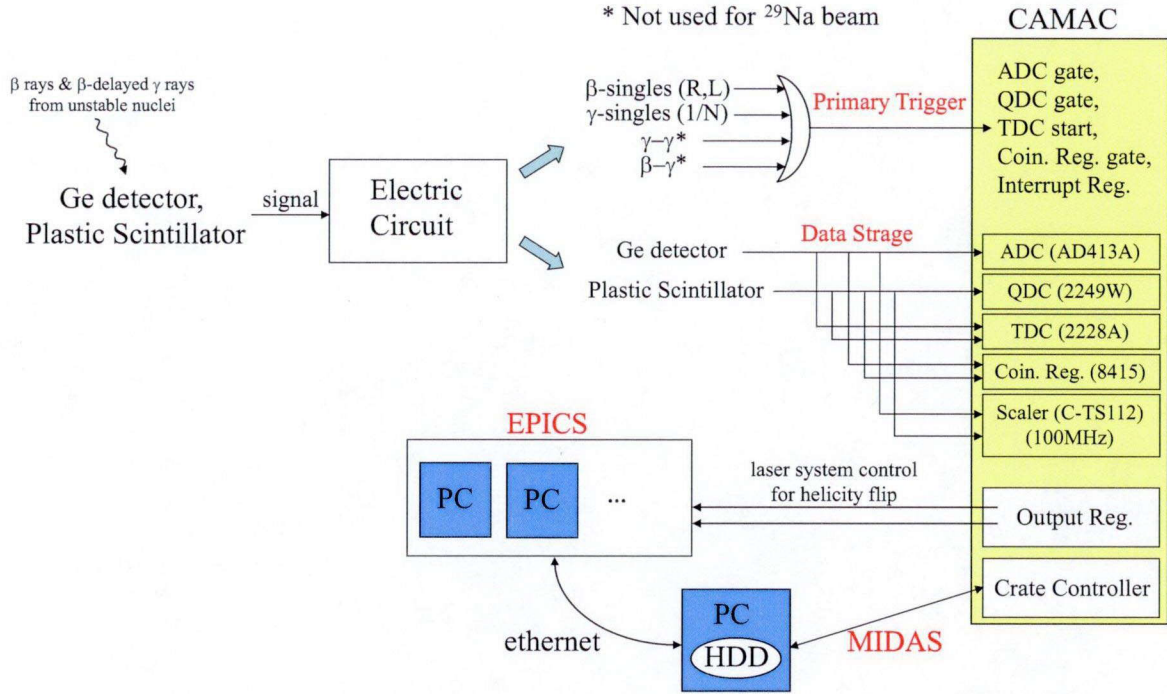 * Not used for ²⁹Na beam
CAMAC
β rays & β-delayed γ rays
from unstable nuclei
Ge detector,
Plastic Scintillator
signal
Electric
Circuit
β-singles (R,L)
γ-singles (1/N)
γ–γ*
β–γ*
Primary Trigger
ADC gate,
QDC gate,
TDC start,
Coin. Reg. gate,
Interrupt Reg.
Data Strage
Ge detector
Plastic Scintillator
ADC (AD413A)
QDC (2249W)
TDC (2228A)
Coin. Reg. (8415)
Scaler (C-TS112)
(100MHz)
EPICS
PC
PC
...
laser system control
for helicity flip
Output Reg.
Crate Controller
ethernet
PC
HDD
MIDAS